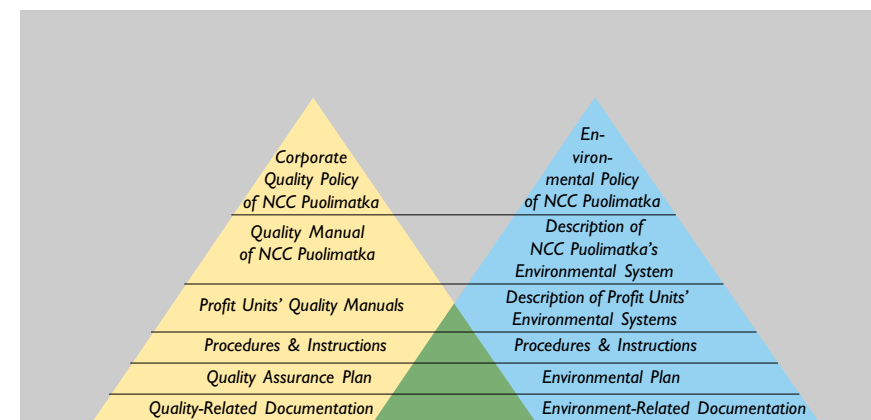 Corporate
Quality Policy
of NCC Puolimatka
Quality Manual
of NCC Puolimatka
Profit Units' Quality Manuals
Procedures & Instructions
Quality Assurance Plan
Quality-Related Documentation
En-
viron-
mental Policy
of NCC Puolimatka
Description of
NCC Puolimatka's
Environmental System
Description of Profit Units'
Environmental Systems
Procedures & Instructions
Environmental Plan
Environment-Related Documentation